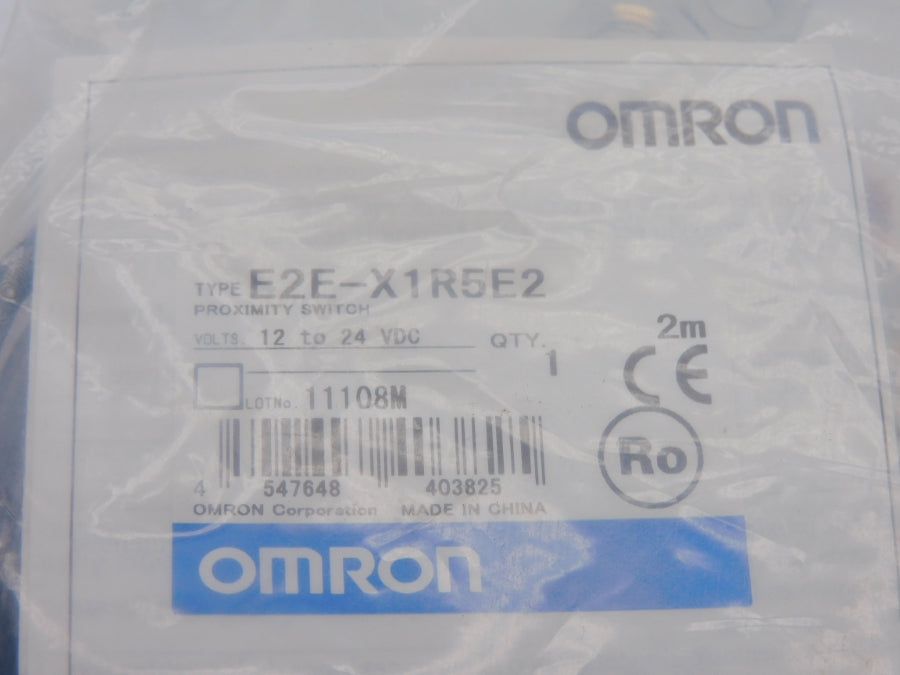 OMRON
TYPE E2E-X1R5E2
PROXIMITY SWITCH
VOLTS. 12 to 24 VDC QTY. 1
2m
CE
LOTNo. 11108M
Ro
4 547648 403825
OMRON Corporation MADE IN CHINA
OMRON